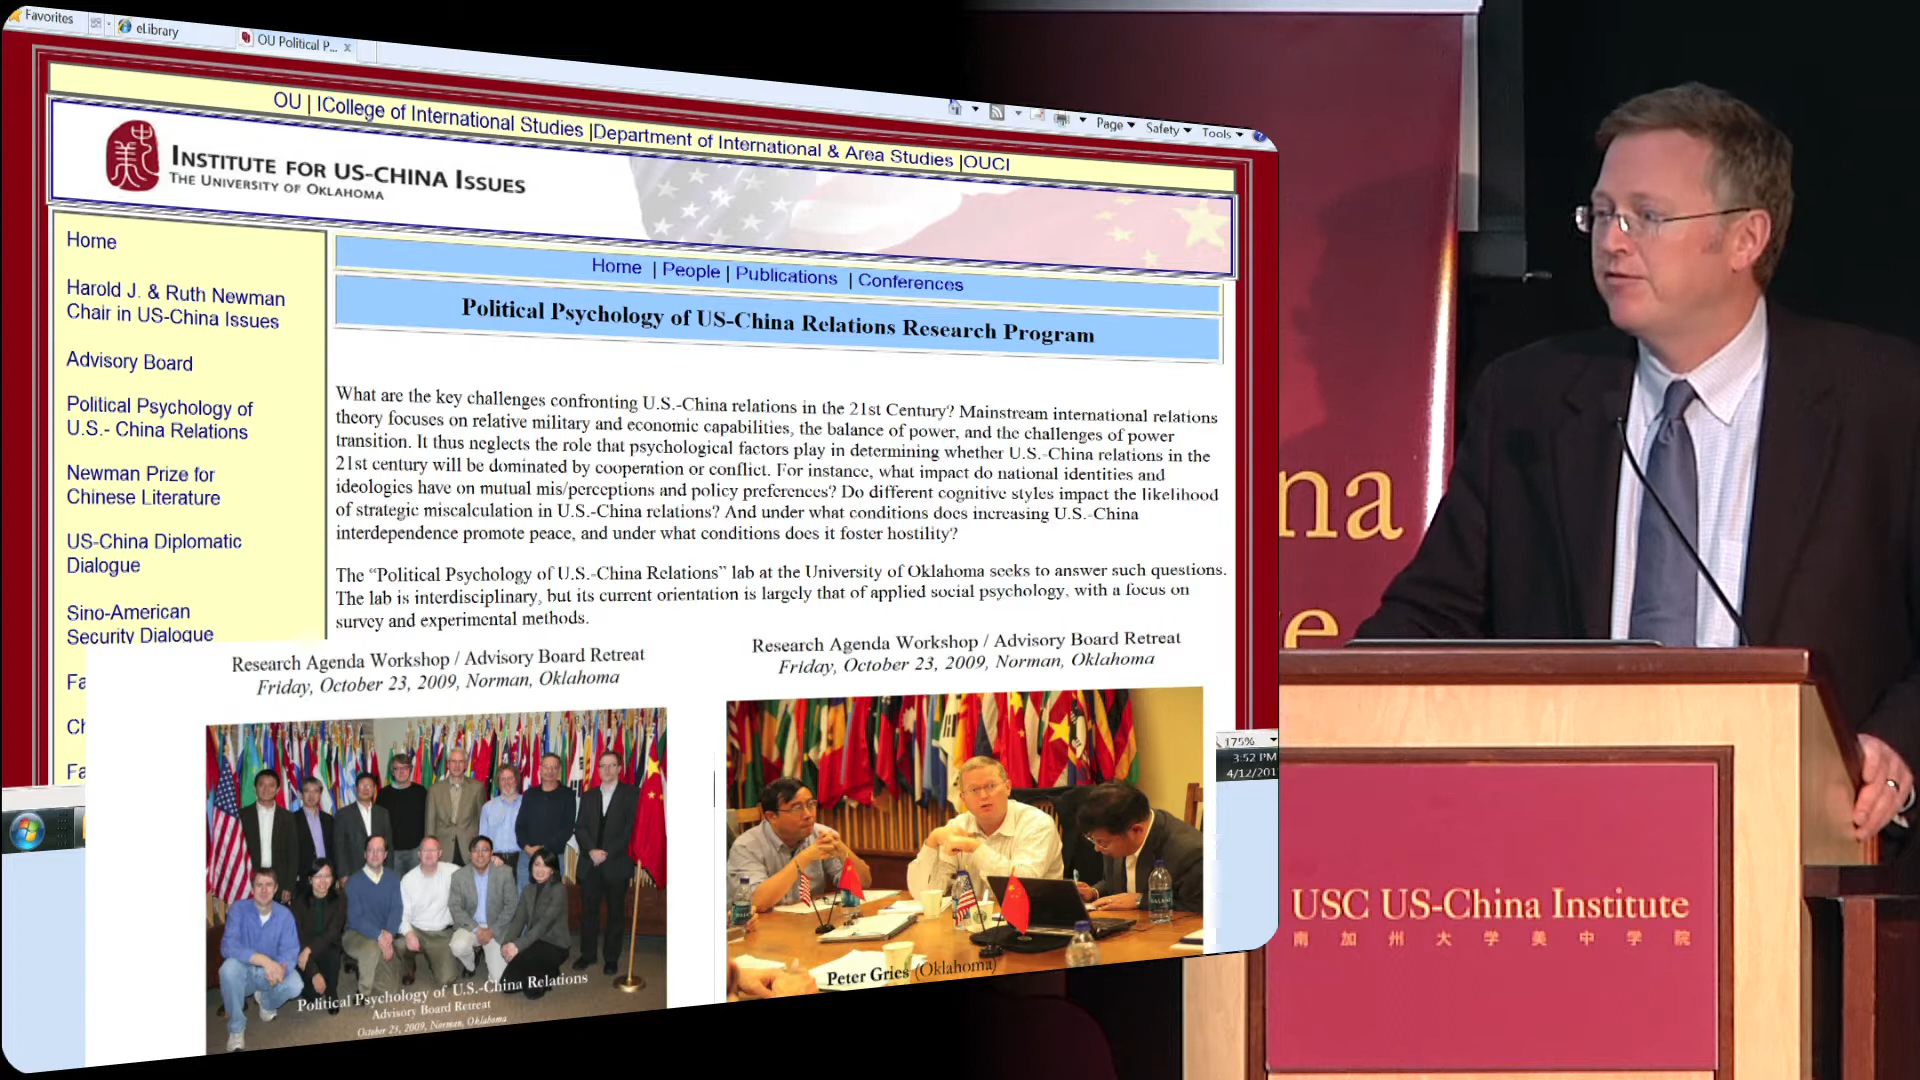 Favorites
eLibrary
OU Political P...
Page
Safety
Tools
OU | ICollege of International Studies |Department of International & Area Studies |OUCI
INSTITUTE FOR US-CHINA ISSUES
THE UNIVERSITY OF OKLAHOMA
Home
Harold J. & Ruth Newman
Chair in US-China Issues
Advisory Board
Political Psychology of
U.S.- China Relations
Newman Prize for
Chinese Literature
US-China Diplomatic
Dialogue
Sino-American
Security Dialogue
Fa
Ch
Fa
Home | People | Publications | Conferences
Political Psychology of US-China Relations Research Program
What are the key challenges confronting U.S.-China relations in the 21st Century? Mainstream international relations
theory focuses on relative military and economic capabilities, the balance of power, and the challenges of power
transition. It thus neglects the role that psychological factors play in determining whether U.S.-China relations in the
21st century will be dominated by cooperation or conflict. For instance, what impact do national identities and
ideologies have on mutual mis/perceptions and policy preferences? Do different cognitive styles impact the likelihood
of strategic miscalculation in U.S.-China relations? And under what conditions does increasing U.S.-China
interdependence promote peace, and under what conditions does it foster hostility?
The “Political Psychology of U.S.-China Relations” lab at the University of Oklahoma seeks to answer such questions.
The lab is interdisciplinary, but its current orientation is largely that of applied social psychology, with a focus on
survey and experimental methods.
Research Agenda Workshop / Advisory Board Retreat
Friday, October 23, 2009, Norman, Oklahoma
Political Psychology of U.S.-China Relations
Advisory Board Retreat
October 23, 2009, Norman, Oklahoma
Research Agenda Workshop / Advisory Board Retreat
Friday, October 23, 2009, Norman, Oklahoma
Peter Gries (Oklahoma)
175%
3:52 PM
4/12/201
na
ve
USC US-China Institute
南加州大学美中学院